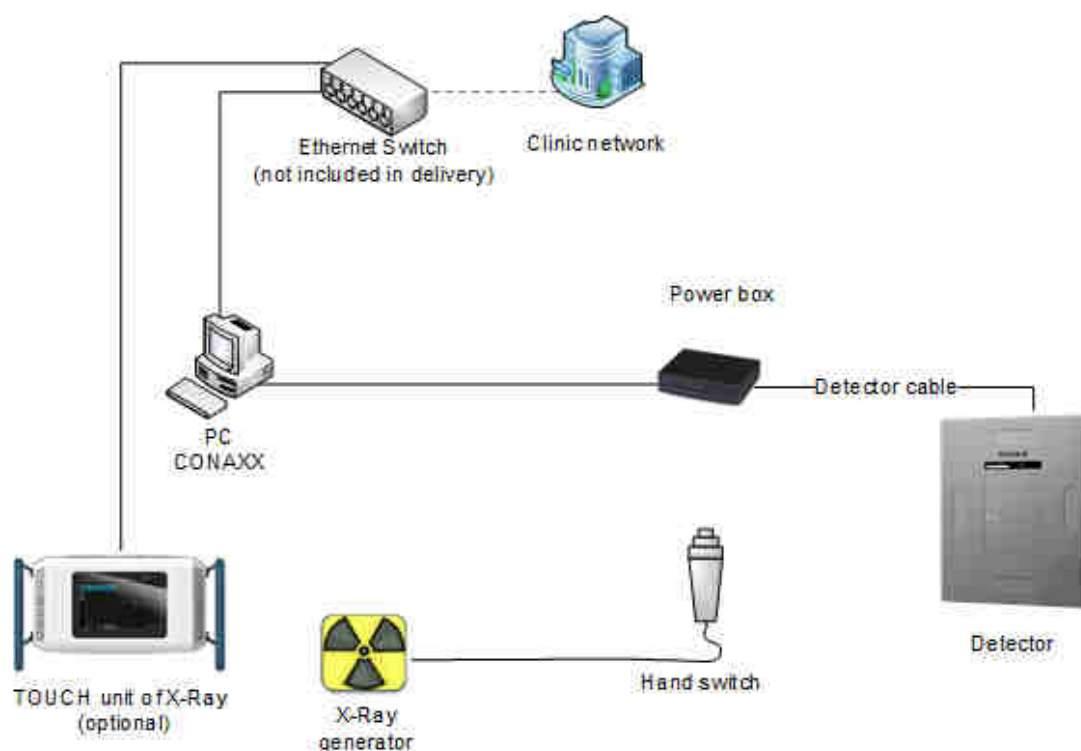 Ethernet Switch
(not included in delivery)
Clinic network
Power box
Detector cable
PC
CONAXX
Detector
Hand switch
TOUCH unit of X-Ray
(optional)
X-Ray
generator